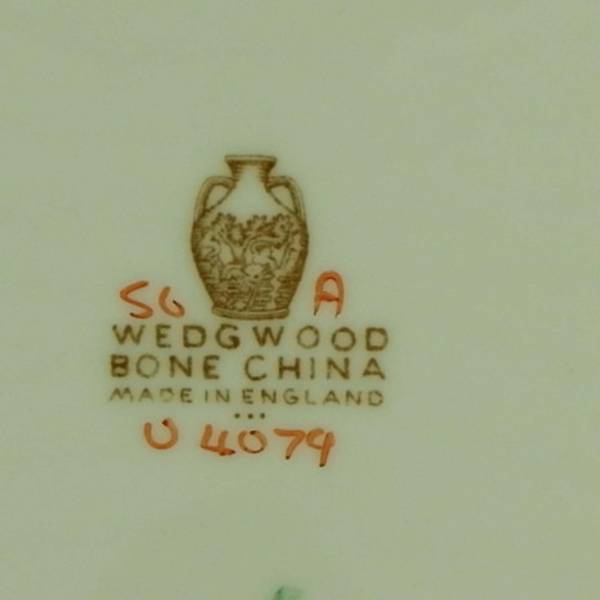 SG A
WEDGWOOD
BONE CHINA
MADE IN ENGLAND
U 4079